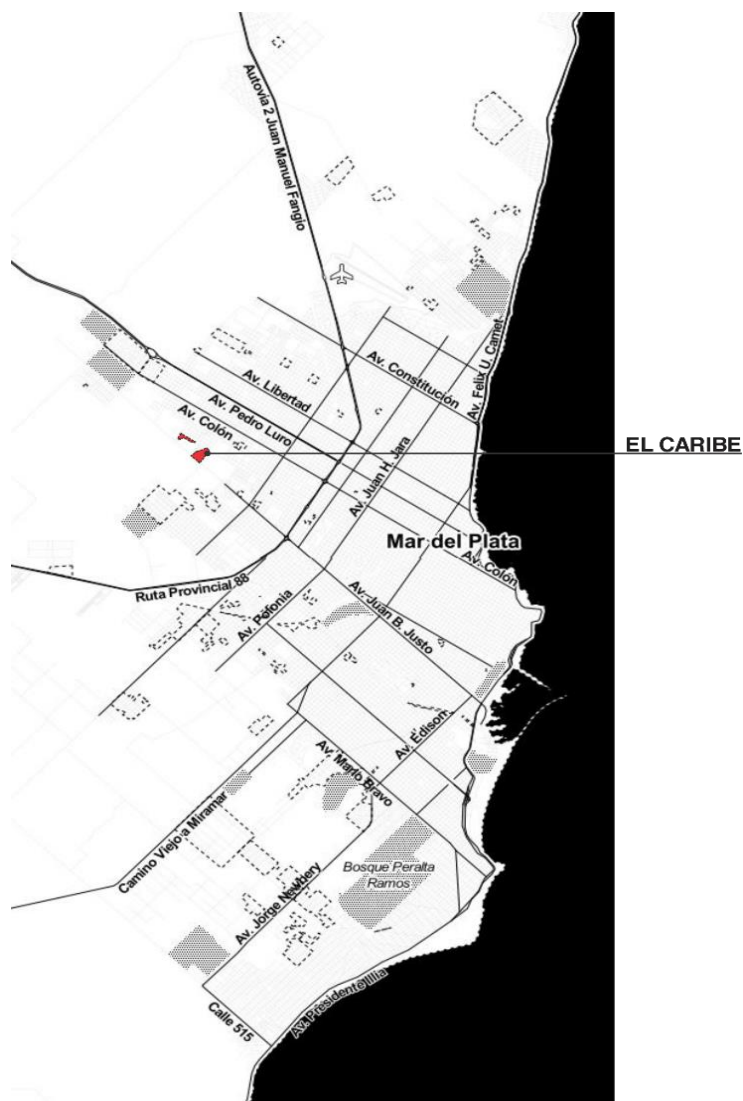 Autovía 2 Juan Manuel Fangio
Av. Constitución
Av. Felix U. Camet
Av. Libertad
Av. Pedro Luro
Av. Colón
EL CARIBE
Av. Juan H. Jara
Mar del Plata
Av. Colón
Ruta Provincial 88
Av. Polonia
Av. Juan B. Justo
Av. Edison
Av. Mario Bravo
Camino Viejo a Miramar
Bosque Peralta
Ramos
Av. Jorge Newbery
Av. Presidente Illia
Calle 515